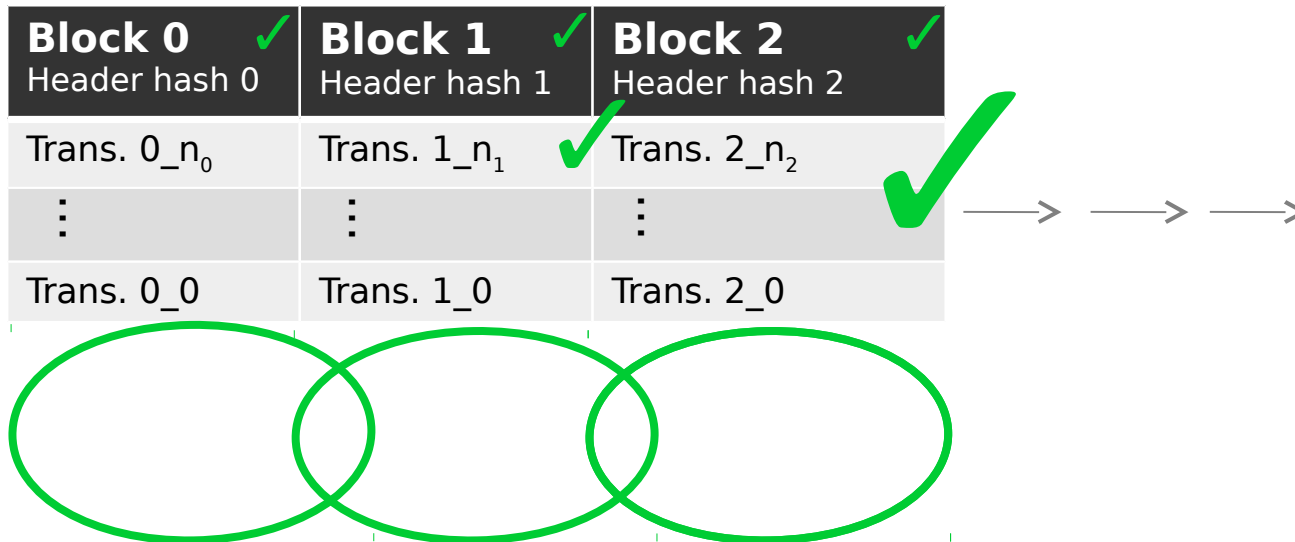 Block 0
Header hash 0
Block 1
Header hash 1
Block 2
Header hash 2
Trans. 0_n₀
Trans. 1_n₁
Trans. 2_n₂
⋮
⋮
⋮
Trans. 0_0
Trans. 1_0
Trans. 2_0